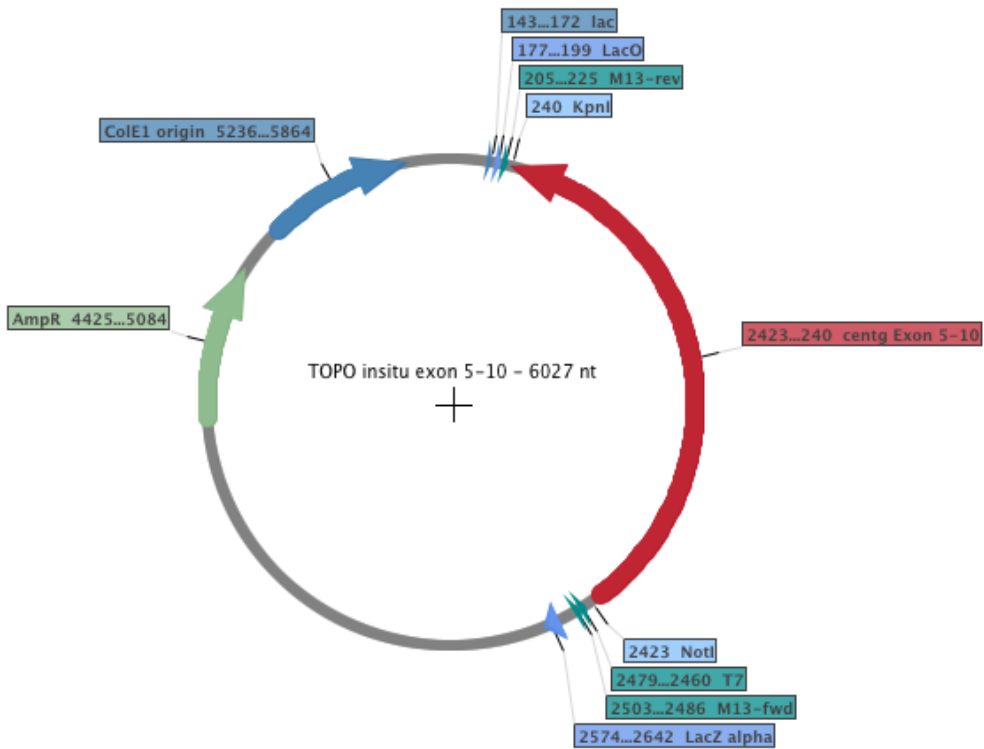 143...172 lac
177...199 LacO
205...225 M13-rev
240 KpnI
ColE1 origin 5236...5864
AmpR 4425...5084
2423...240 centg Exon 5-10
TOPO insitu exon 5-10 - 6027 nt
2423 NotI
2479...2460 T7
2503...2486 M13-fwd
2574...2642 LacZ alpha